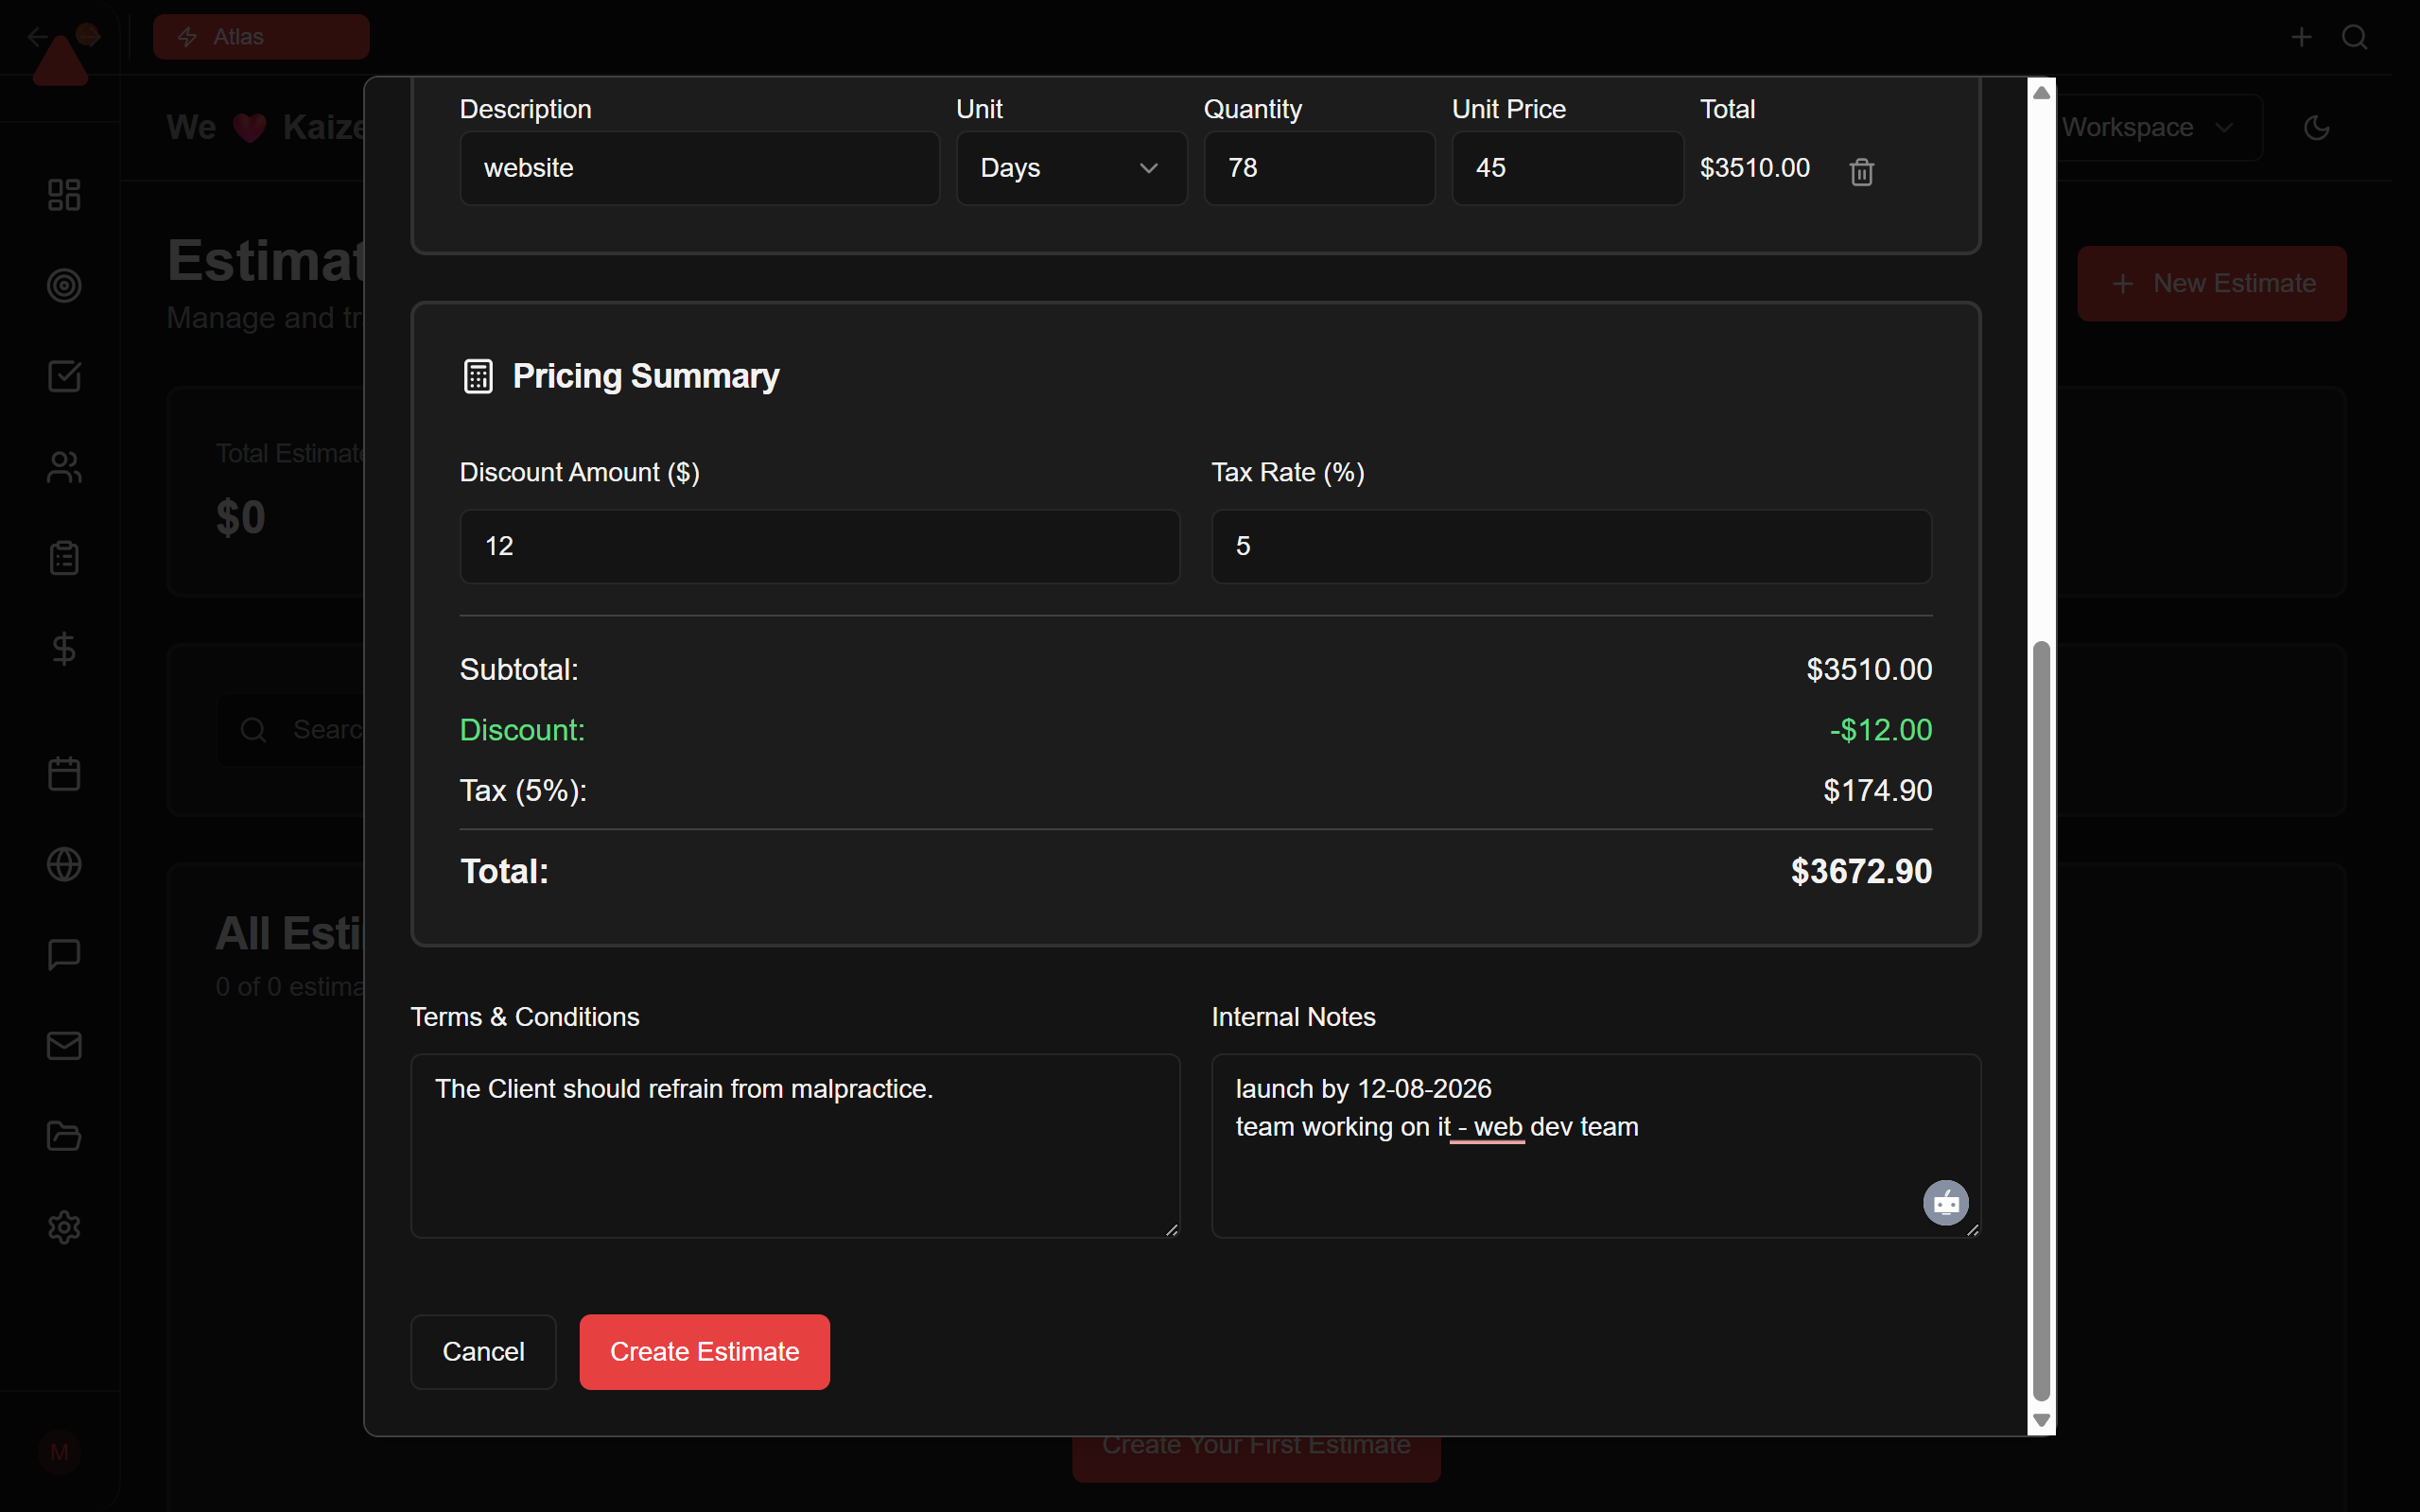 Atlas
We ❤ Kaize
Workspace
Estimat
Manage and tr
New Estimate
Total Estimate
$0
Searc
All Esti
0 of 0 estima
Description Unit Quantity Unit Price Total
website Days 78 45 $3510.00
Pricing Summary
Discount Amount ($) Tax Rate (%)
12 5
Subtotal: $3510.00
Discount: -$12.00
Tax (5%): $174.90
Total: $3672.90
Terms & Conditions Internal Notes
The Client should refrain from malpractice.
launch by 12-08-2026
team working on it - web dev team
Cancel Create Estimate
Create Your First Estimate
M